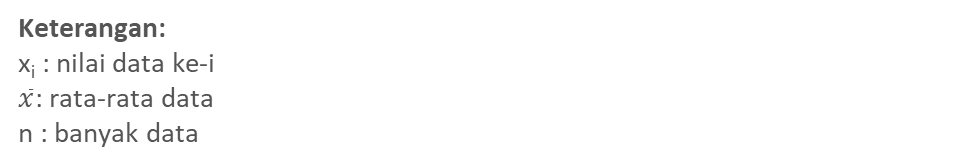 Keterangan:
xᵢ : nilai data ke-i
x̄: rata-rata data
n : banyak data